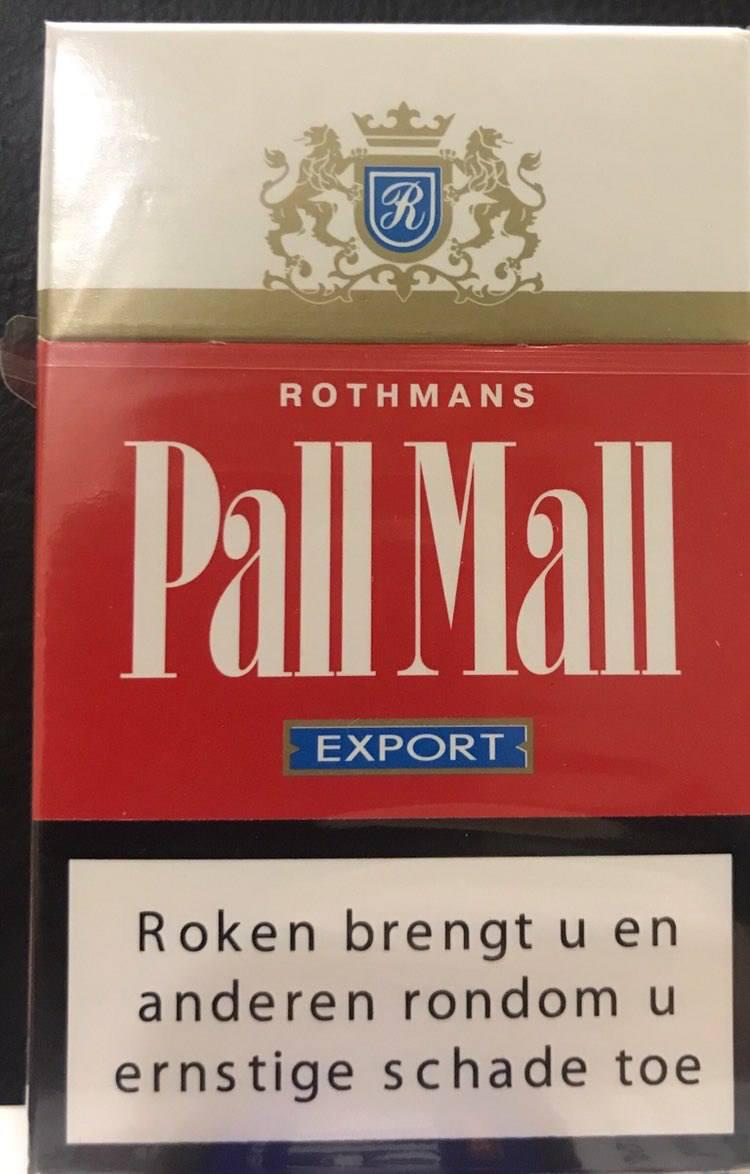 R
ROTHMANS
Pall Mall
EXPORT
Roken brengt u en
anderen rondom u
ernstige schade toe